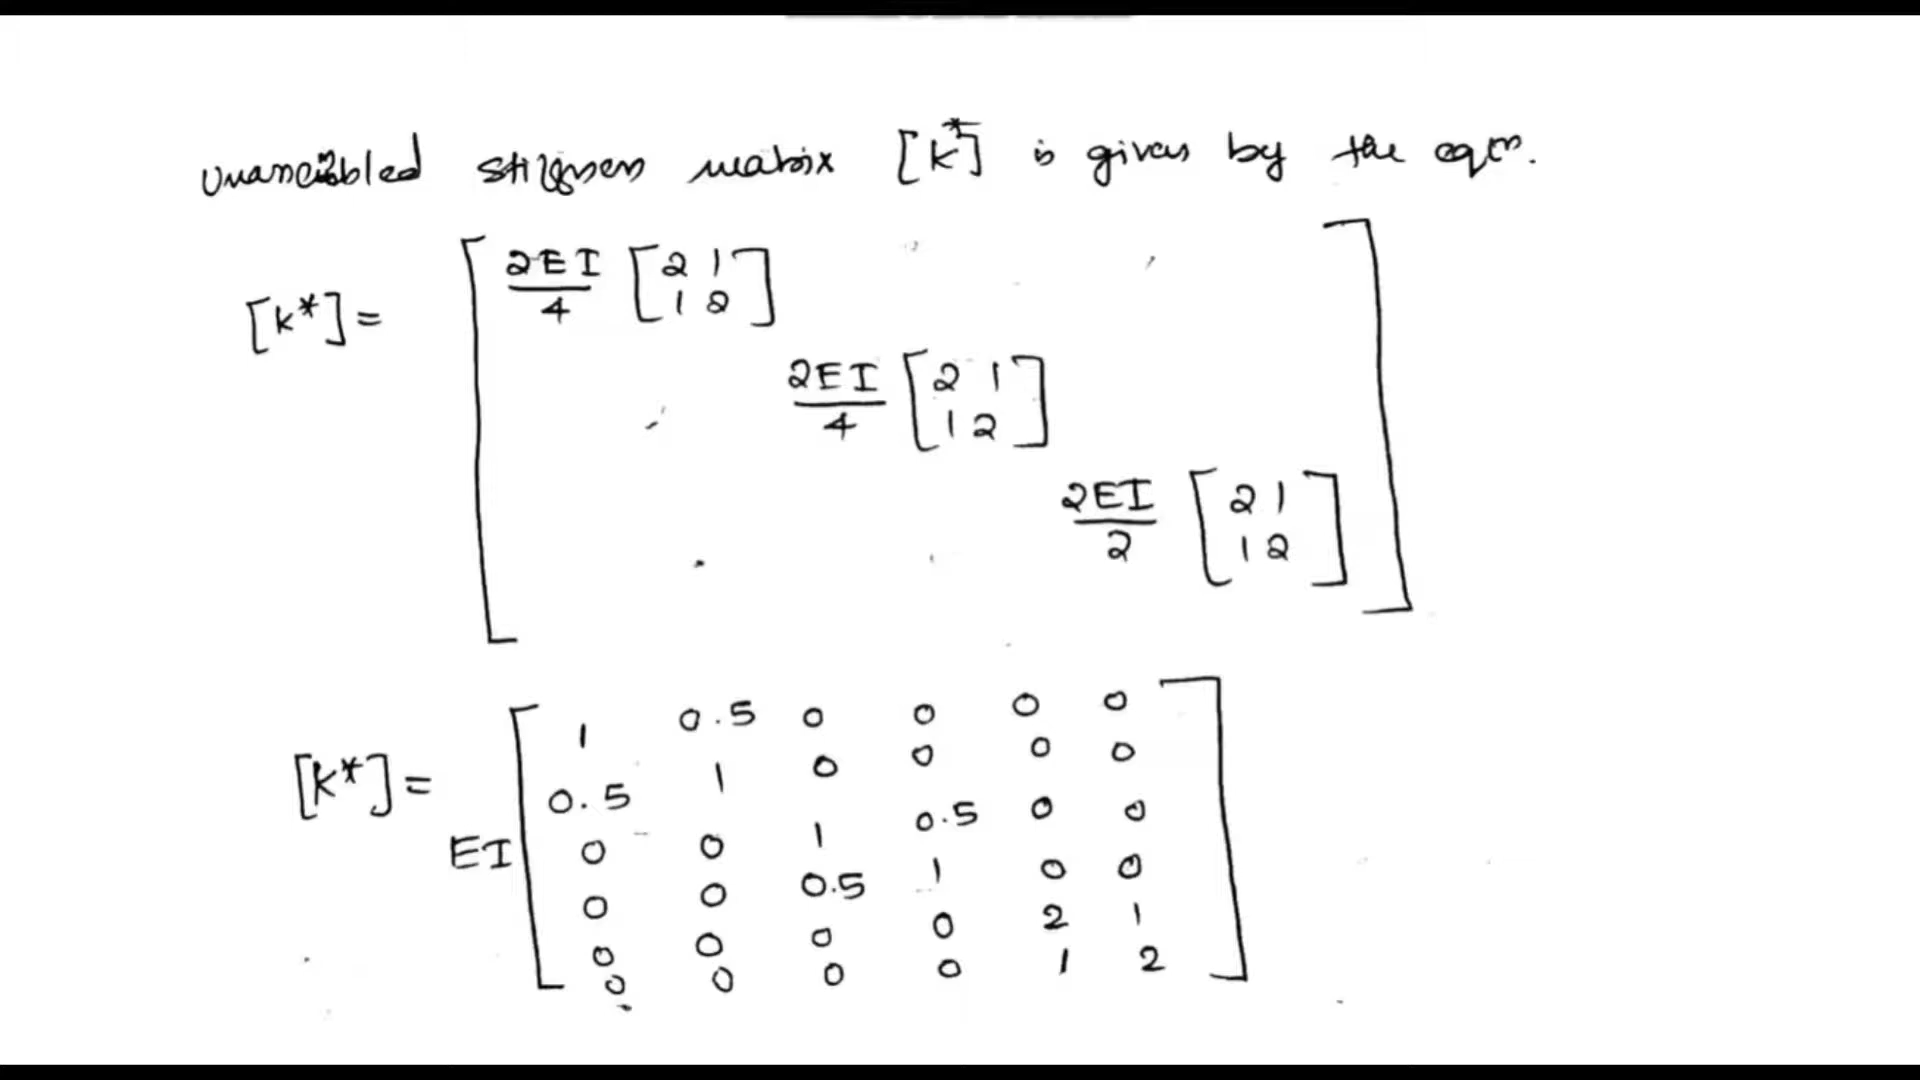 unassembled stiffness matrix [k*] is given by the eqn.
[k*] = [ 2EI/4 [2 1
1 2]
2EI/4 [2 1
1 2]
2EI/2 [2 1
1 2] ]
[k*] = EI [ 1 0.5 0 0 0 0
0.5 1 0 0 0 0
0 0 1 0.5 0 0
0 0 0.5 1 0 0
0 0 0 0 2 1
0 0 0 0 1 2 ]